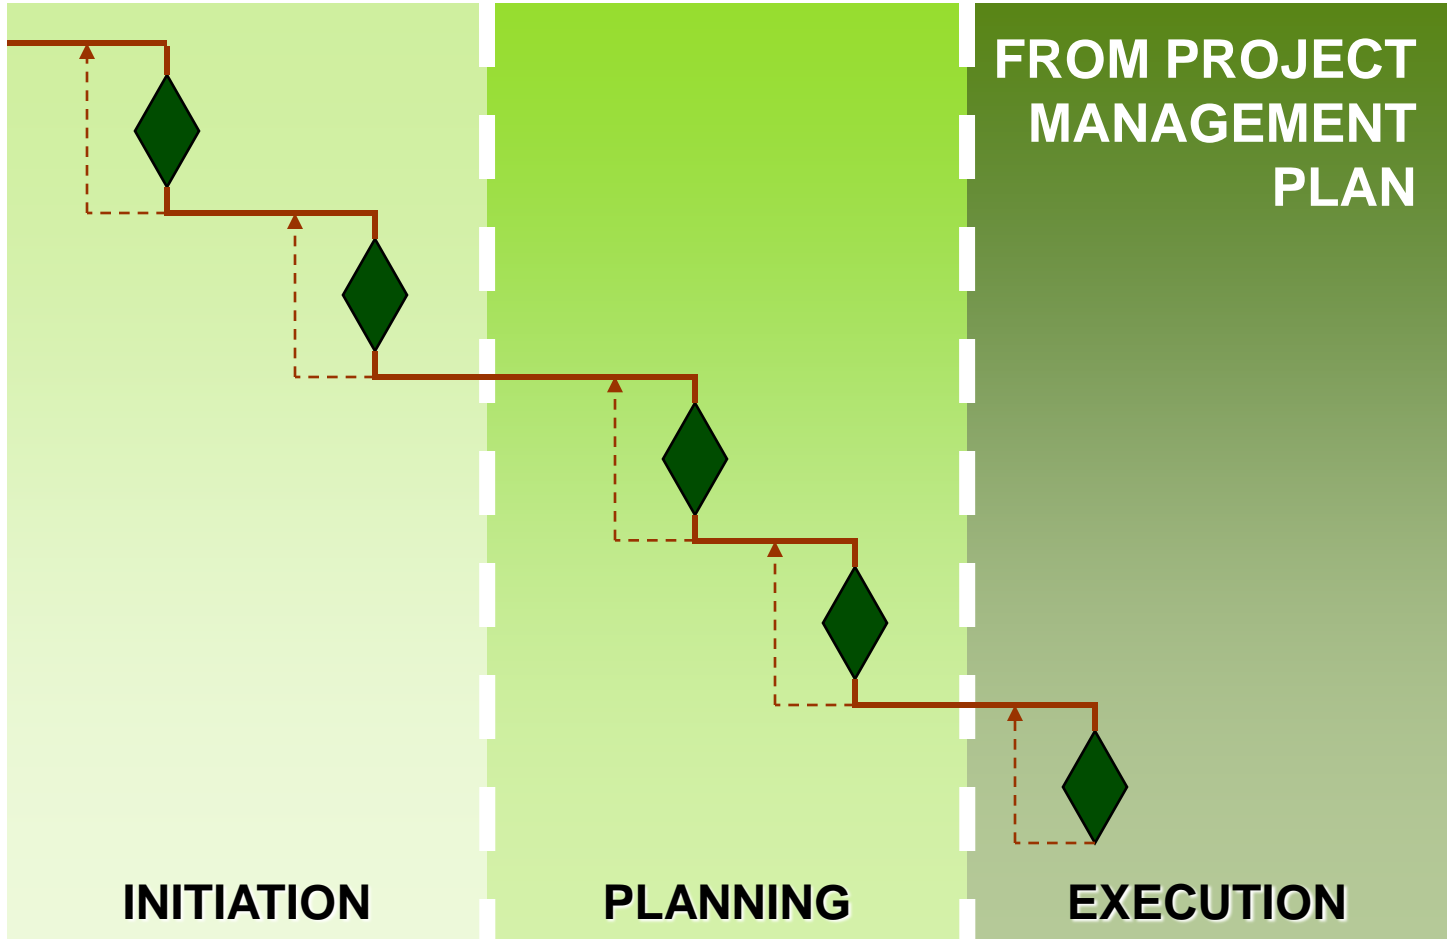 FROM PROJECT
MANAGEMENT
PLAN
INITIATION
PLANNING
EXECUTION